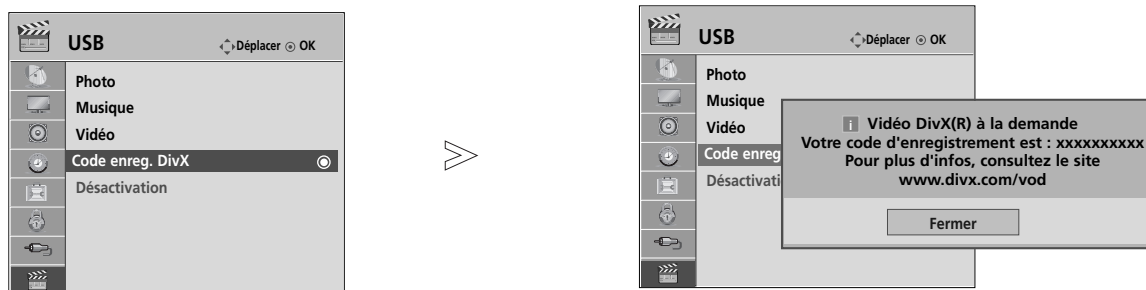 USB
Déplacer OK
Photo
Musique
Vidéo
Code enreg. DivX
Désactivation
USB
Déplacer OK
Photo
Musique
Vidéo
Code enreg
Désactivati
i Vidéo DivX(R) à la demande
Votre code d'enregistrement est : xxxxxxxxxx
Pour plus d'infos, consultez le site
www.divx.com/vod
Fermer